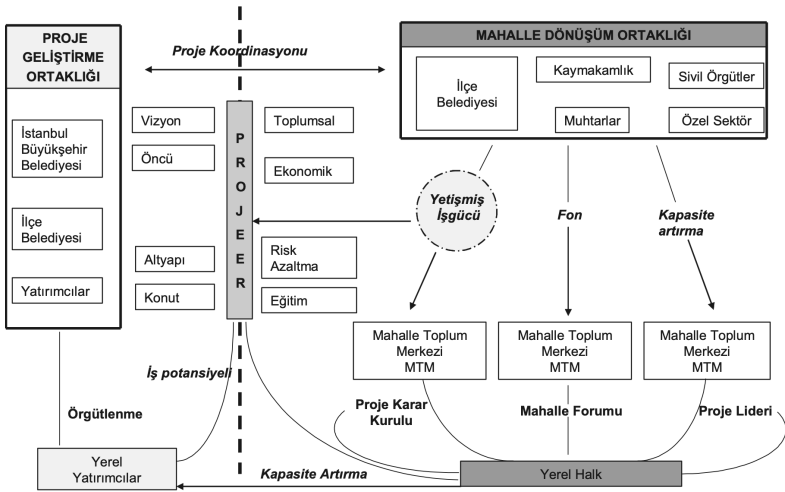 PROJE
GELİŞTİRME
ORTAKLIĞI
İstanbul
Büyükşehir
Belediyesi
İlçe
Belediyesi
Yatırımcılar
Proje Koordinasyonu
Vizyon
Öncü
Altyapı
Konut
P
R
O
J
E
E
R
Toplumsal
Ekonomik
Risk
Azaltma
Eğitim
MAHALLE DÖNÜŞÜM ORTAKLIĞI
İlçe
Belediyesi
Kaymakamlık
Muhtarlar
Sivil Örgütler
Özel Sektör
Yetişmiş
İşgücü
Fon
Kapasite
artırma
Mahalle Toplum
Merkezi
MTM
Mahalle Toplum
Merkezi
MTM
Mahalle Toplum
Merkezi
MTM
İş potansiyeli
Örgütlenme
Proje Karar
Kurulu
Mahalle Forumu
Proje Lideri
Yerel
Yatırımcılar
Kapasite Artırma
Yerel Halk